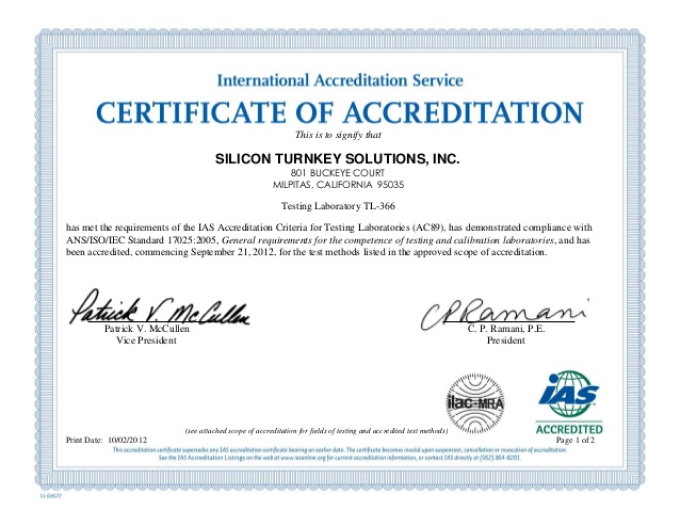 International Accreditation Service
CERTIFICATE OF ACCREDITATION
This is to signify that
SILICON TURNKEY SOLUTIONS, INC.
801 BUCKEYE COURT
MILPITAS, CALIFORNIA 95035
Testing Laboratory TL-366
has met the requirements of the IAS Accreditation Criteria for Testing Laboratories (AC89), has demonstrated compliance with
ANS/ISO/IEC Standard 17025:2005, General requirements for the competence of testing and calibration laboratories, and has
been accredited, commencing September 21, 2012, for the test methods listed in the approved scope of accreditation.
Patrick V. McCullen
CPRamani
Patrick V. McCullen
C. P. Ramani, P.E.
Vice President
President
ilac-MRA
IAS
ACCREDITED
(see attached scope of accreditation for fields of testing and accredited test methods)
Print Date: 10/02/2012
Page 1 of 2
This accreditation certificate supersedes any IAS accreditation certificate bearing an earlier date. The certificate becomes invalid upon suspension, cancellation or revocation of accreditation.
See the IAS Accreditation Listings on the web at www.iasonline.org for current accreditation information, or contact IAS directly at (562) 364-8201.